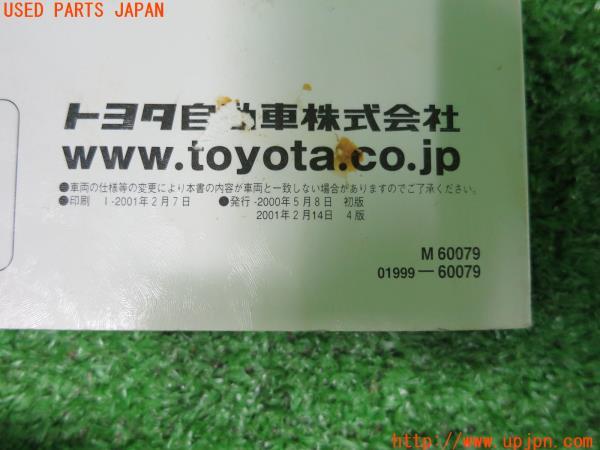 USED PARTS JAPAN
トヨタ自動車株式会社
www.toyota.co.jp
●車両の仕様等の変更により本書の内容が車両と一致しない場合がありますのでご了承ください。
●印刷 I-2001年2月7日 ●発行-2000年5月8日 初版
2001年2月14日 4版
M 60079
01999—60079
http://www.upjpn.com/